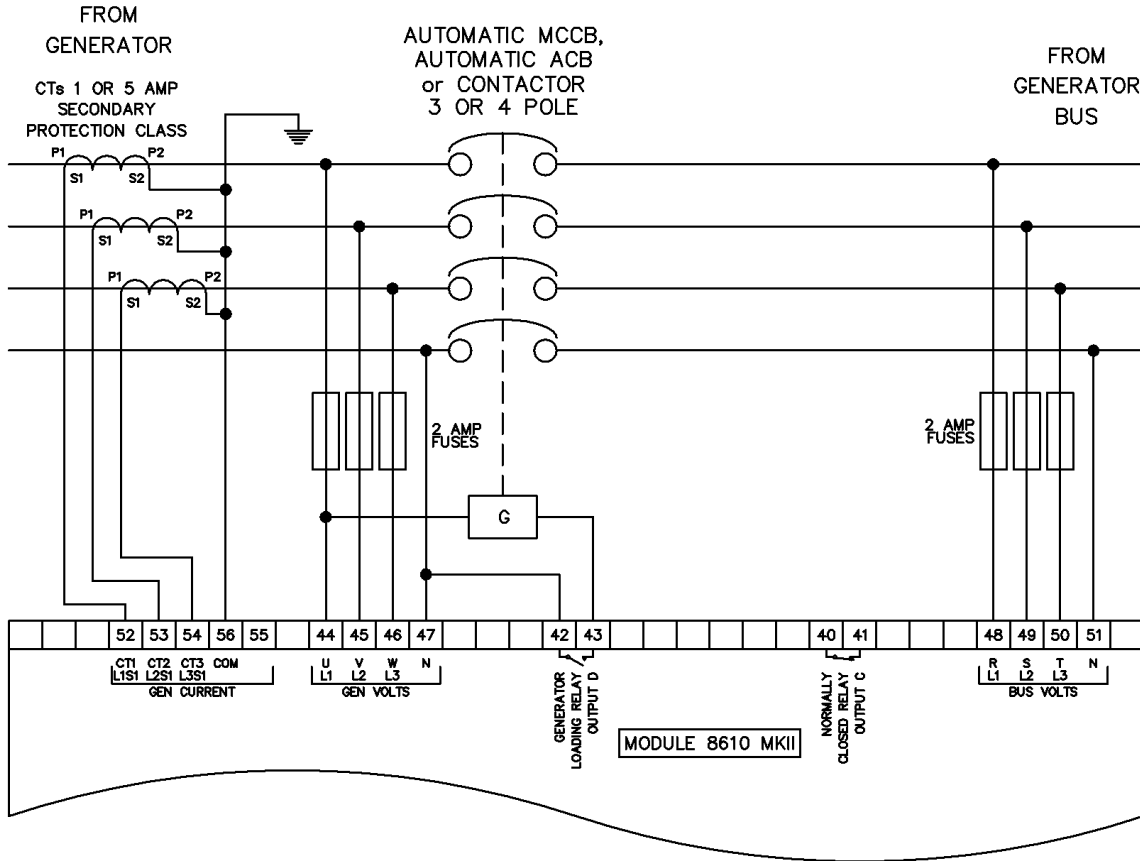 FROM
GENERATOR
CTs 1 OR 5 AMP
SECONDARY
PROTECTION CLASS
AUTOMATIC MCCB,
AUTOMATIC ACB
or CONTACTOR
3 OR 4 POLE
FROM
GENERATOR
BUS
P1 P2
S1 S2
P1 P2
S1 S2
P1 P2
S1 S2
2 AMP
FUSES
2 AMP
FUSES
G
52 53 54 56 55 44 45 46 47 42 43 40 41 48 49 50 51
CT1 CT2 CT3 COM
L1S1 L2S1 L3S1
GEN CURRENT
U V W N
L1 L2 L3
GEN VOLTS
GENERATOR
LOADING RELAY
OUTPUT D
NORMALLY
CLOSED RELAY
OUTPUT C
R S T N
L1 L2 L3
BUS VOLTS
MODULE 8610 MKII